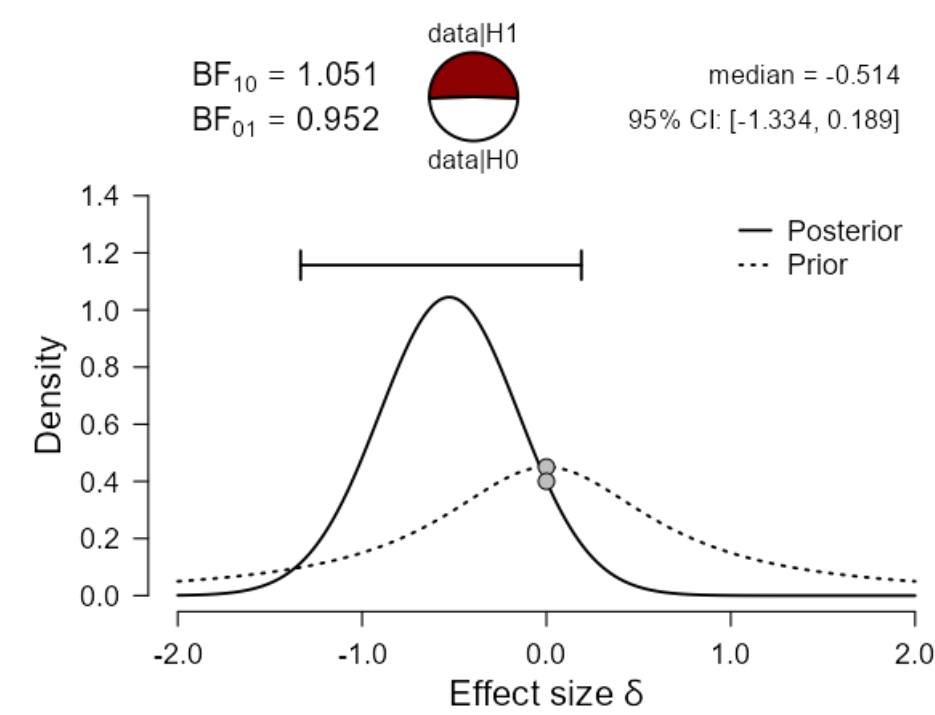 data|H1
BF₁₀ = 1.051
BF₀₁ = 0.952
median = -0.514
95% CI: [-1.334, 0.189]
data|H0
Posterior
Prior
1.4
1.2
1.0
0.8
0.6
0.4
0.2
0.0
Density
-2.0 -1.0 0.0 1.0 2.0
Effect size δ